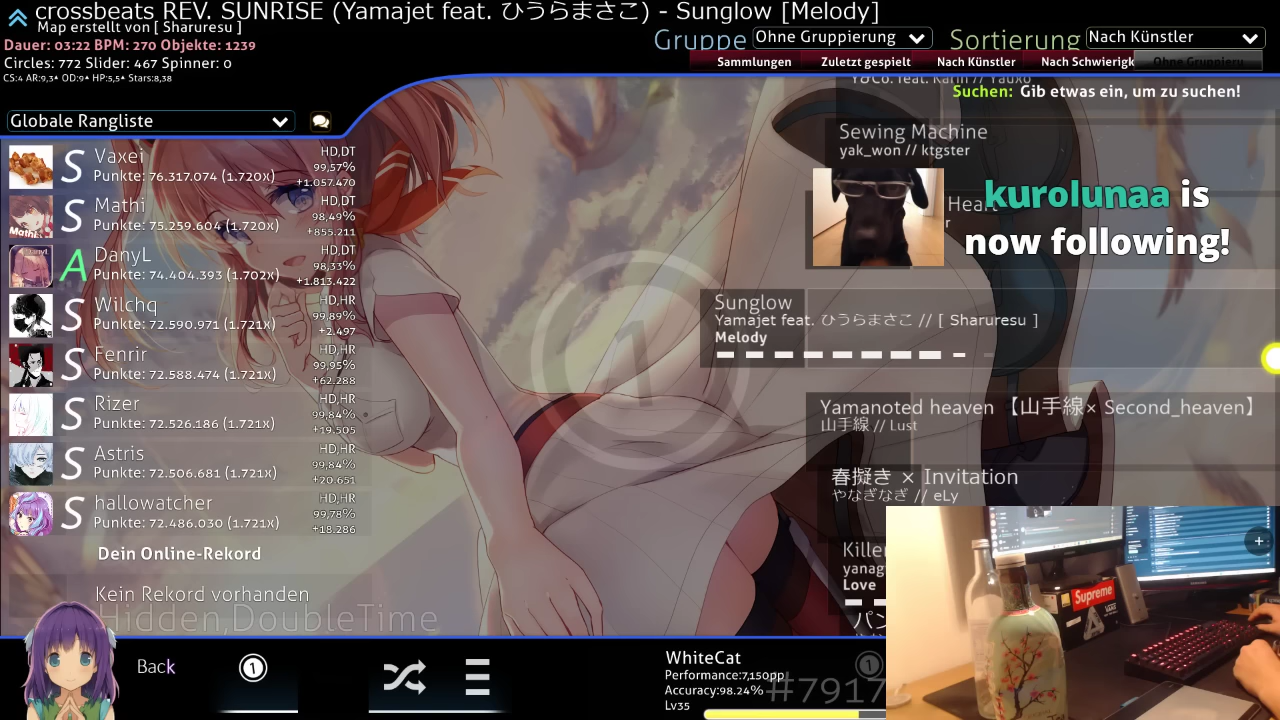 crossbeats REV. SUNRISE (Yamajet feat. ひうらまさこ) - Sunglow [Melody]
Map erstellt von [ Sharuresu ]
Dauer: 03:22 BPM: 270 Objekte: 1239
Circles: 772 Slider: 467 Spinner: 0
CS:4 AR:9,3▲ OD:9▲ HP:5,5▲ Stars:8,38
Gruppe Ohne Gruppierung
Sortierung Nach Künstler
Sammlungen Zuletzt gespielt Nach Künstler Nach Schwierigk Ohne Gruppieru
Suchen: Gib etwas ein, um zu suchen!
Globale Rangliste
S Vaxei HD,DT
Punkte: 76.317.074 (1.720x) 99,57%
+1.057.470
S Mathi HD,DT
Punkte: 75.259.604 (1.720x) 98,49%
+855.211
A DanyL HD,DT
Punkte: 74.404.393 (1.702x) 98,33%
+1.813.422
S Wilchq HD,HR
Punkte: 72.590.971 (1.721x) 99,89%
+2.497
S Fenrir HD,HR
Punkte: 72.588.474 (1.721x) 99,95%
+62.288
S Rizer HD,HR
Punkte: 72.526.186 (1.721x) 99,84%
+19.505
S Astris HD,HR
Punkte: 72.506.681 (1.721x) 99,84%
+20.651
S hallowatcher HD,HR
Punkte: 72.486.030 (1.721x) 99,78%
+18.286
Dein Online-Rekord
Kein Rekord vorhanden
Hidden,DoubleTime
Sewing Machine
yak_won // ktgster
Heart
kurolunaa is
now following!
Sunglow
Yamajet feat. ひうらまさこ // [ Sharuresu ]
Melody
Yamanoted heaven 【山手線× Second_heaven】
山手線 // Lust
春擬き × Invitation
やなぎなぎ // eLy
Killer
yanag
Love
パン
Supreme
Back
1
WhiteCat
Performance:7,150pp
Accuracy:98.24%
Lv35
#7917